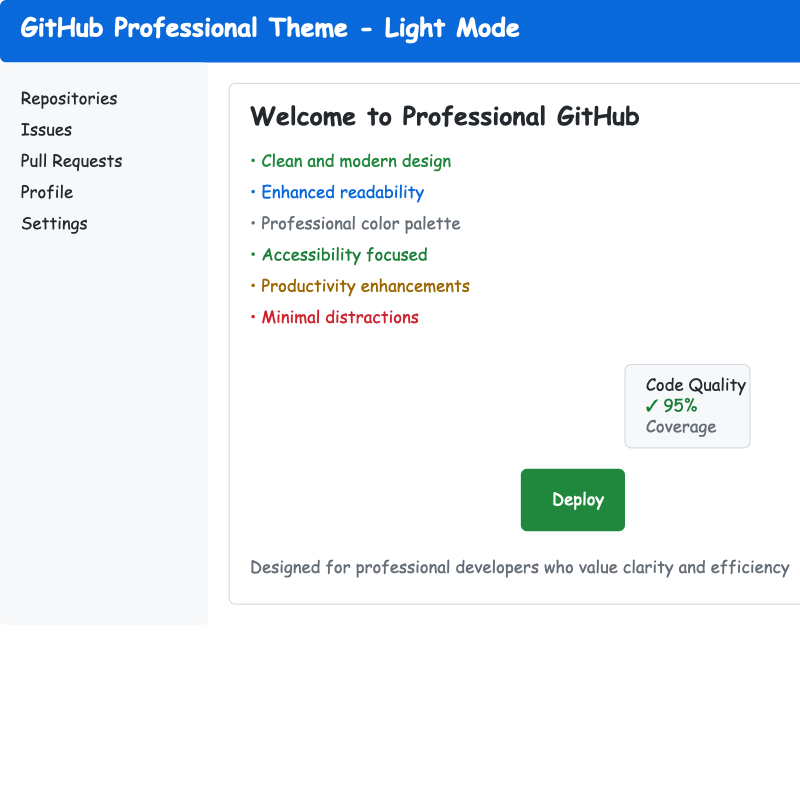 GitHub Professional Theme - Light Mode
Repositories
Issues
Pull Requests
Profile
Settings
Welcome to Professional GitHub
• Clean and modern design
• Enhanced readability
• Professional color palette
• Accessibility focused
• Productivity enhancements
• Minimal distractions
Code Quality
✓ 95%
Coverage
Deploy
Designed for professional developers who value clarity and efficiency